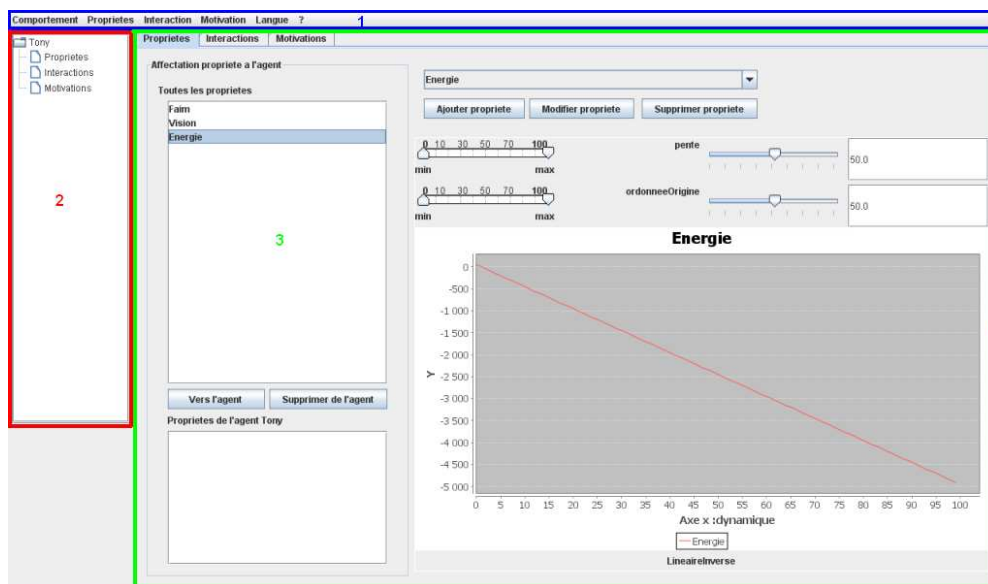 Comportement Proprietes Interaction Motivation Langue ? 1
Tony
Proprietes
Interactions
Motivations
2
Proprietes Interactions Motivations
Affectation propriete a l'agent
Toutes les proprietes
Faim
Vision
Energie
3
Vers l'agent Supprimer de l'agent
Proprietes de l'agent Tony
Energie
Ajouter propriete Modifier propriete Supprimer propriete
0 10 30 50 70 100
min max
pente
50.0
0 10 30 50 70 100
min max
ordonneeOrigine
50.0
Energie
0
-500
-1 000
-1 500
-2 000
-2 500
-3 000
-3 500
-4 000
-4 500
-5 000
Y
0 5 10 15 20 25 30 35 40 45 50 55 60 65 70 75 80 85 90 95 100
Axe x :dynamique
Energie
LineaireInverse